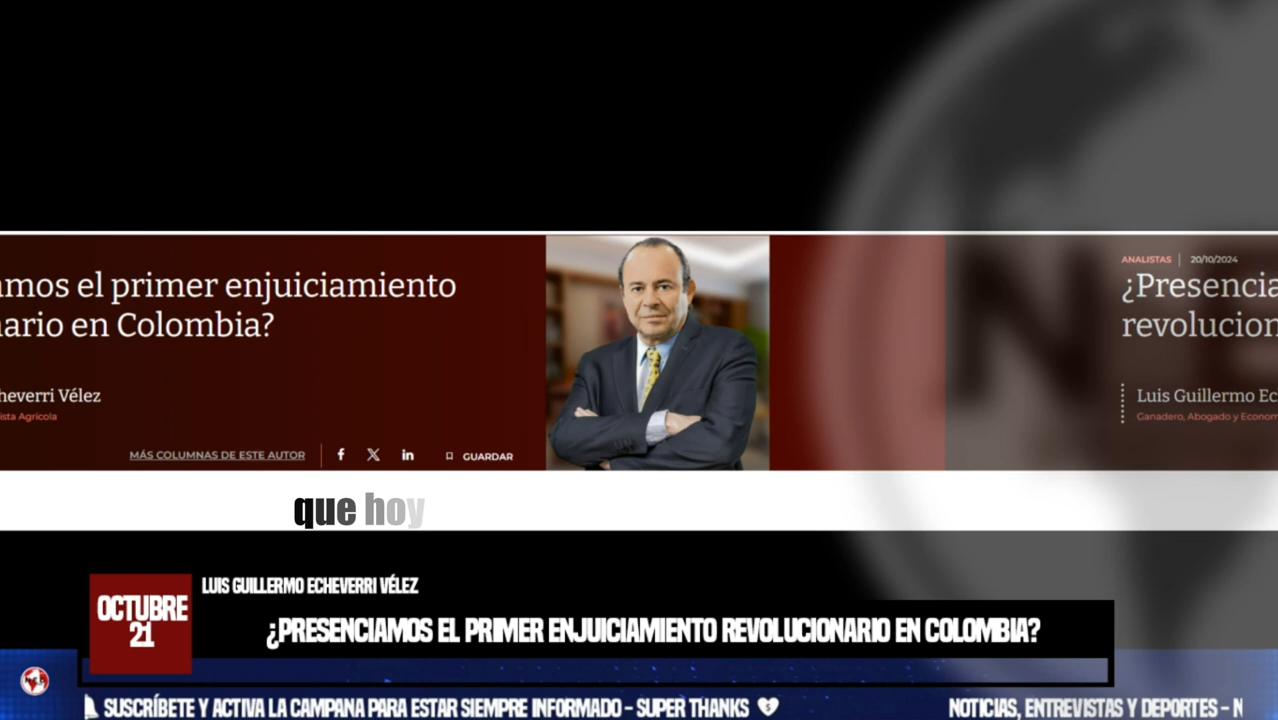 amos el primer enjuiciamiento
nario en Colombia?
heverri Vélez
ista Agrícola
MÁS COLUMNAS DE ESTE AUTOR
GUARDAR
ANALISTAS | 20/10/2024
¿Presencia
revolucion
Luis Guillermo Ec
Ganadero, Abogado y Econom
que hoy
OCTUBRE
21
LUIS GUILLERMO ECHEVERRI VÉLEZ
¿PRESENCIAMOS EL PRIMER ENJUICIAMIENTO REVOLUCIONARIO EN COLOMBIA?
SUSCRÍBETE Y ACTIVA LA CAMPANA PARA ESTAR SIEMPRE INFORMADO - SUPER THANKS
NOTICIAS, ENTREVISTAS Y DEPORTES - N